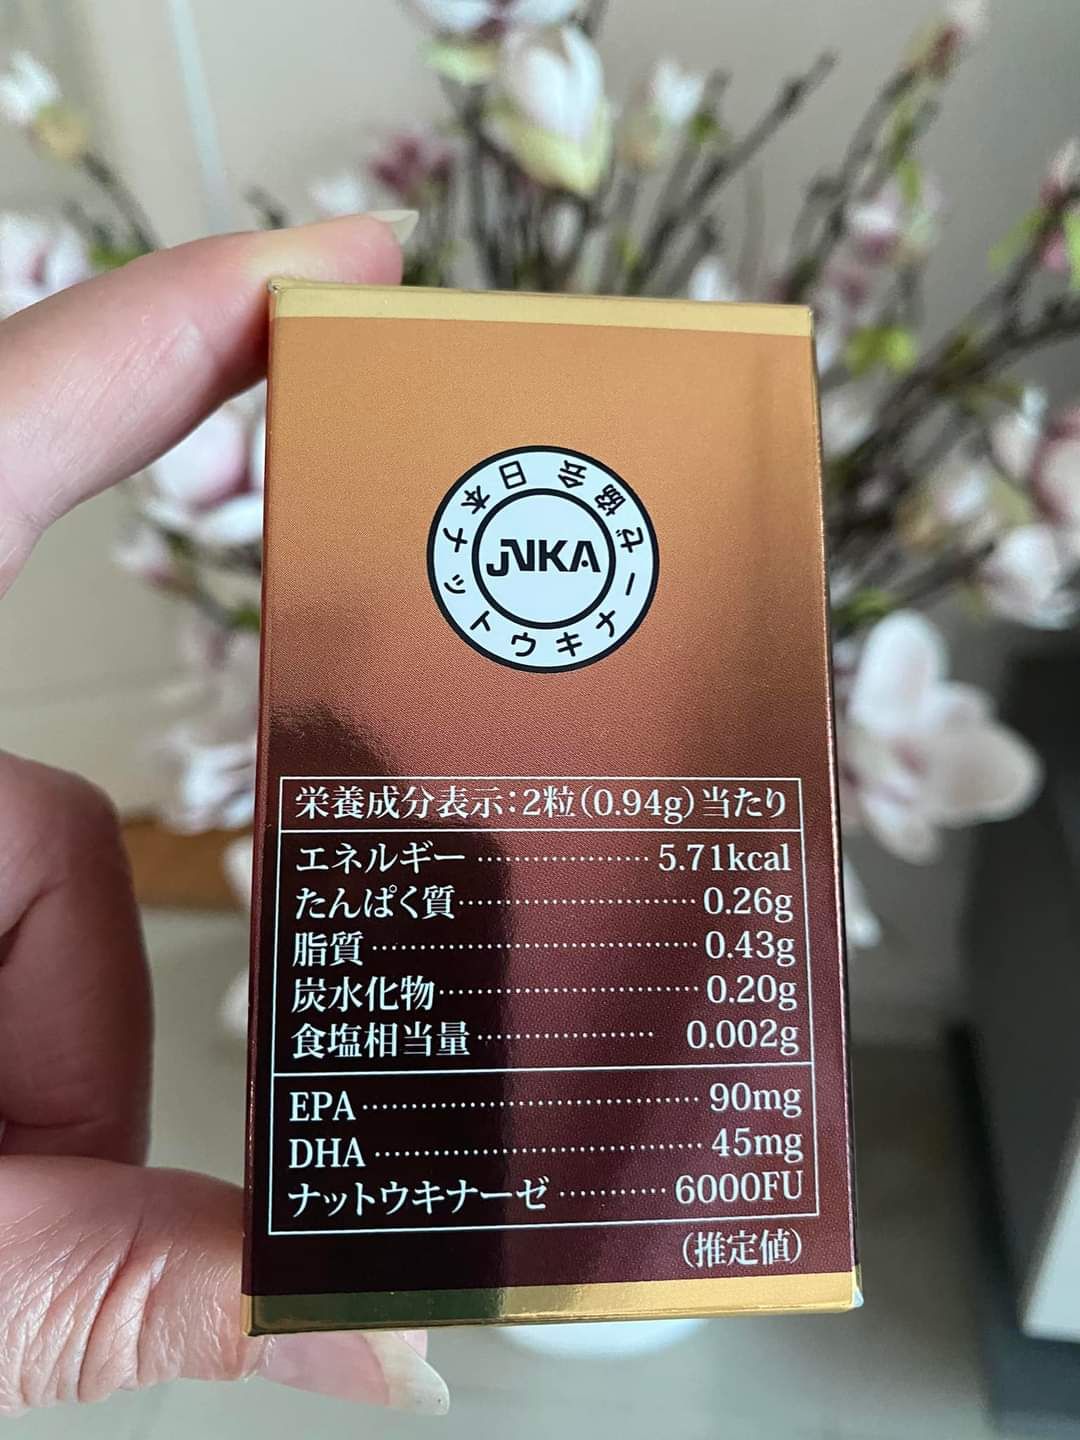 日本ナットウキナーゼ協会
JNKA
栄養成分表示：2粒（0.94g）当たり
エネルギー ···················· 5.71kcal
たんぱく質 ························· 0.26g
脂質 ·································· 0.43g
炭水化物 ··························· 0.20g
食塩相当量 ··················· 0.002g
EPA ··································· 90mg
DHA ·································· 45mg
ナットウキナーゼ ··········· 6000FU
（推定値）